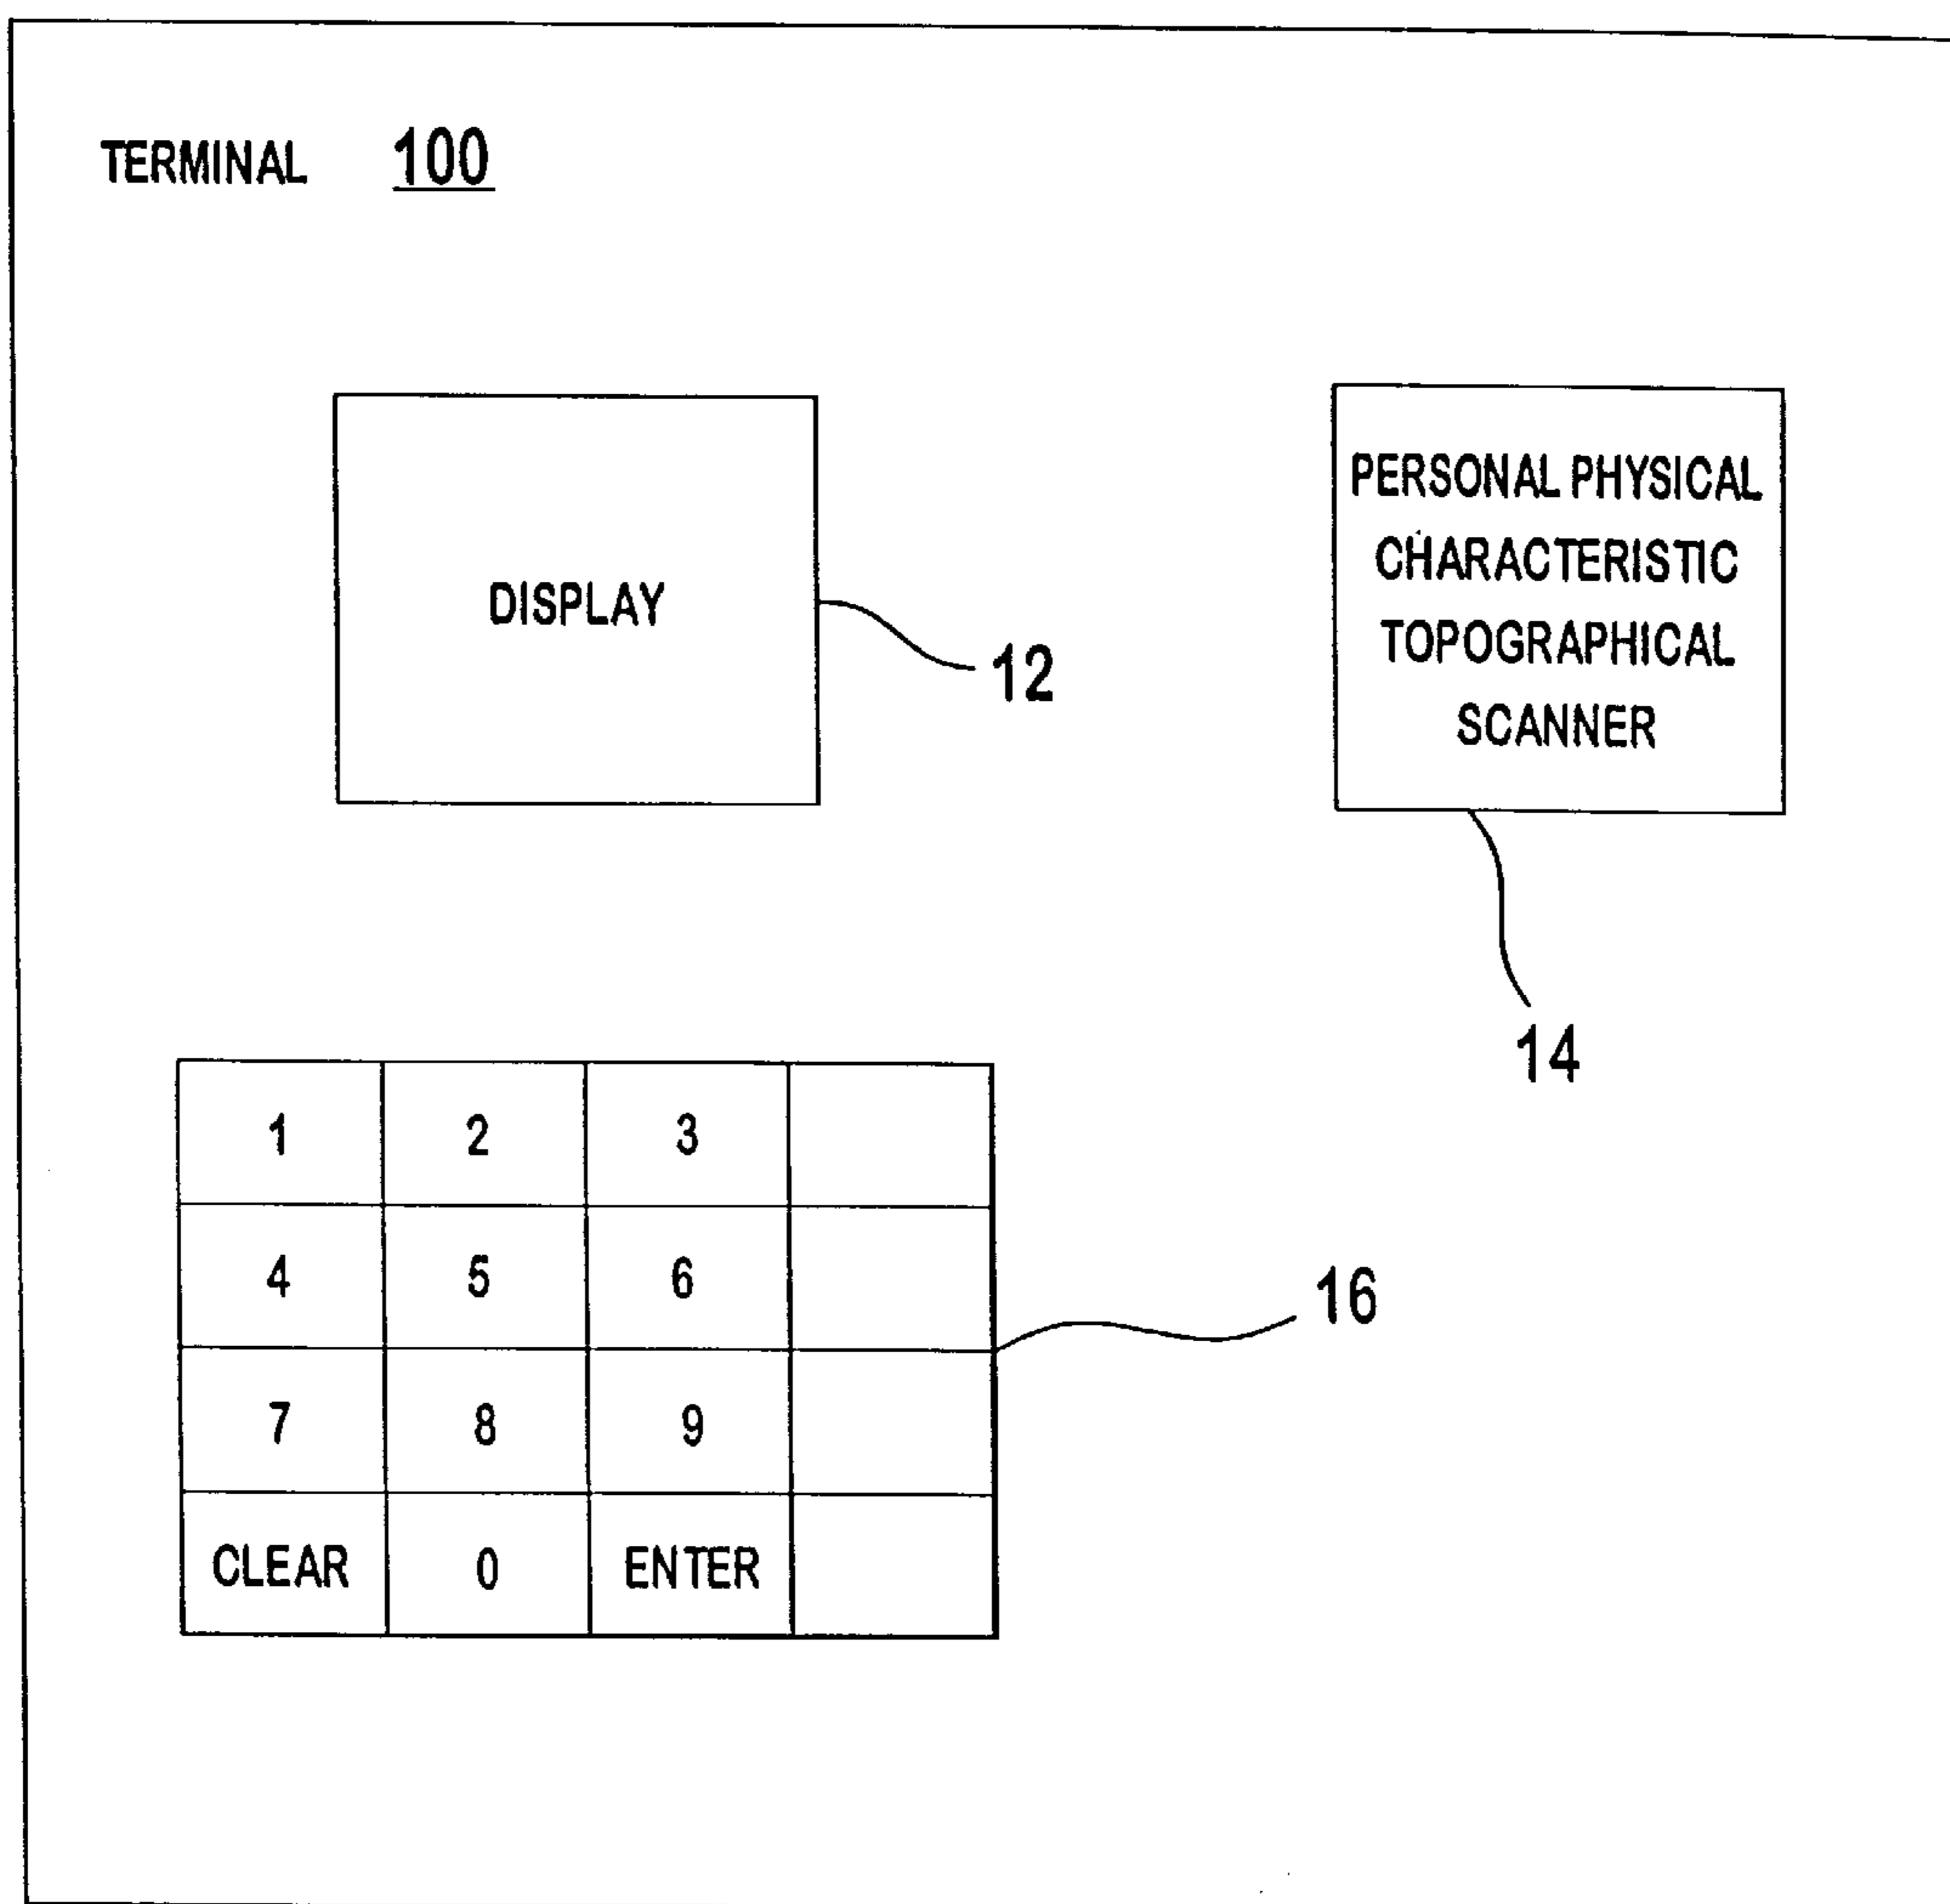 TERMINAL 100
DISPLAY
12
PERSONAL PHYSICAL
CHARACTERISTIC
TOPOGRAPHICAL
SCANNER
14
1 2 3
4 5 6
7 8 9
CLEAR 0 ENTER
16